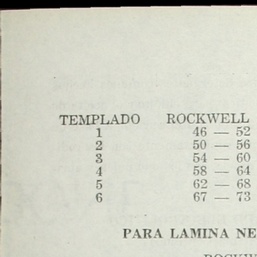 TEMPLADO ROCKWELL
1 46 — 52
2 50 — 56
3 54 — 60
4 58 — 64
5 62 — 68
6 67 — 73
PARA LAMINA NE